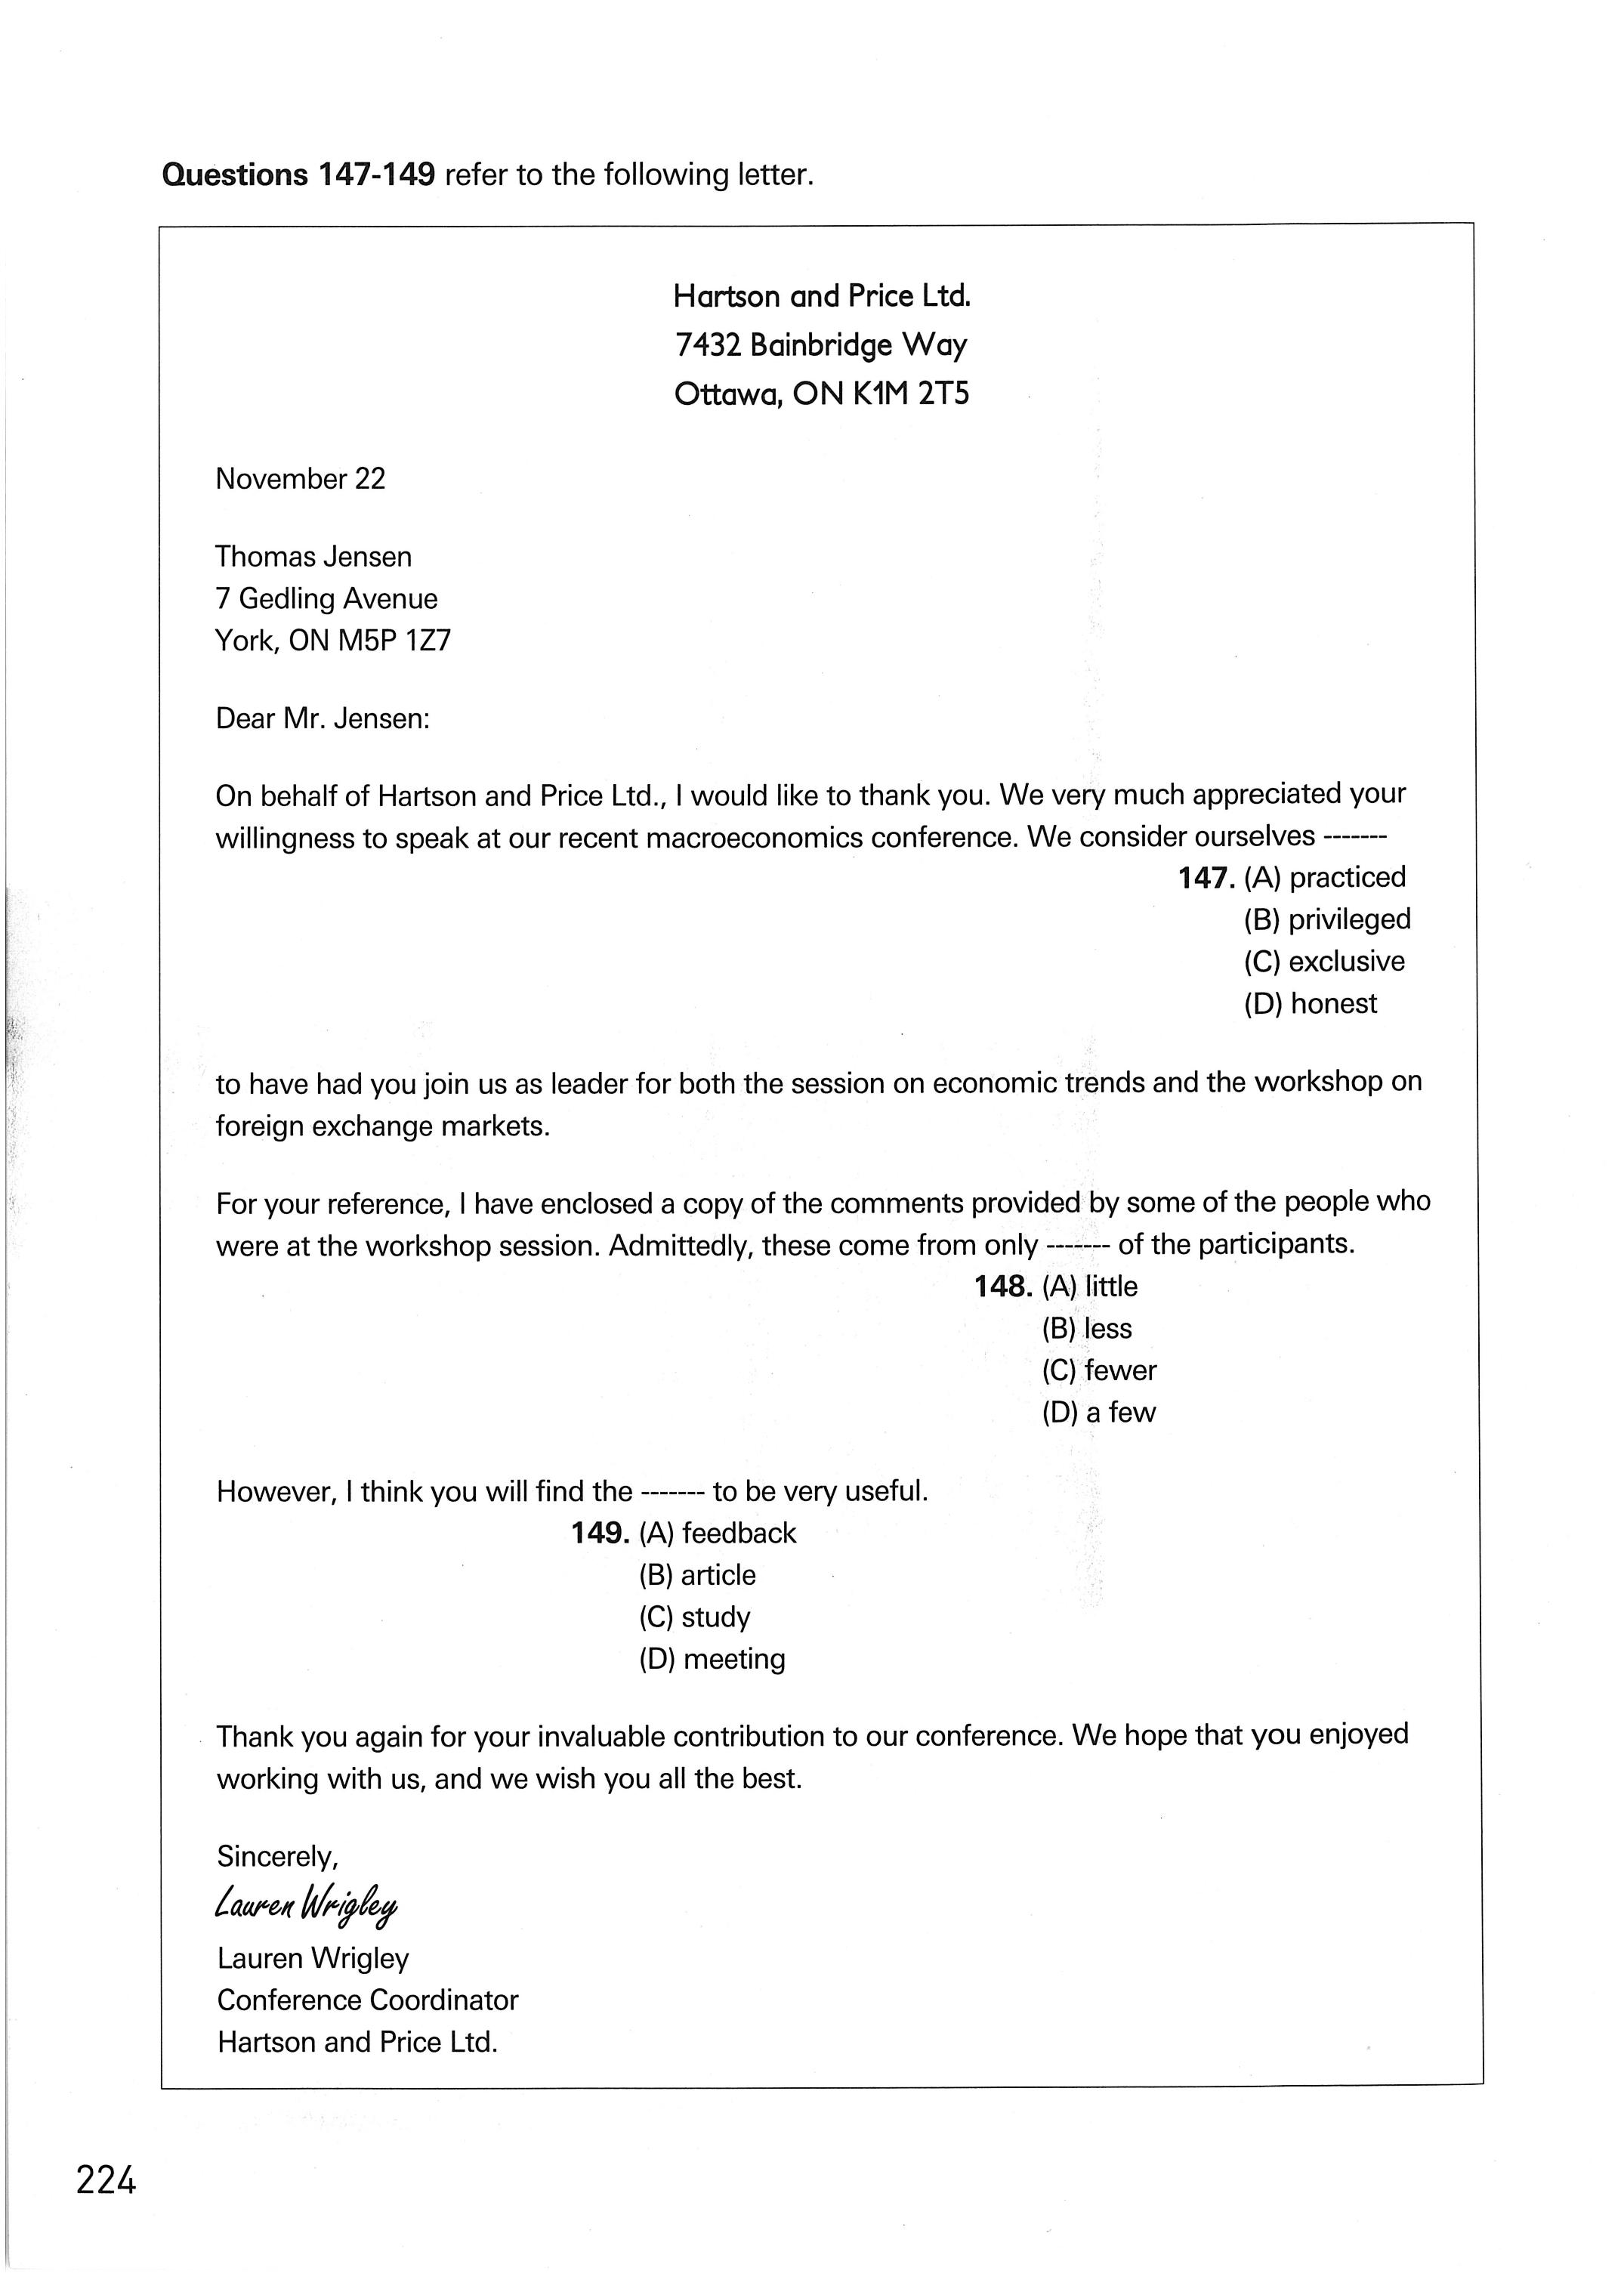 Questions 147-149 refer to the following letter.
Hartson and Price Ltd.
7432 Bainbridge Way
Ottawa, ON K1M 2T5
November 22
Thomas Jensen
7 Gedling Avenue
York, ON M5P 1Z7
Dear Mr. Jensen:
On behalf of Hartson and Price Ltd., I would like to thank you. We very much appreciated your
willingness to speak at our recent macroeconomics conference. We consider ourselves -------
147. (A) practiced
(B) privileged
(C) exclusive
(D) honest
to have had you join us as leader for both the session on economic trends and the workshop on
foreign exchange markets.
For your reference, I have enclosed a copy of the comments provided by some of the people who
were at the workshop session. Admittedly, these come from only ------- of the participants.
148. (A) little
(B) less
(C) fewer
(D) a few
However, I think you will find the ------- to be very useful.
149. (A) feedback
(B) article
(C) study
(D) meeting
Thank you again for your invaluable contribution to our conference. We hope that you enjoyed
working with us, and we wish you all the best.
Sincerely,
Lauren Wrigley
Lauren Wrigley
Conference Coordinator
Hartson and Price Ltd.
224